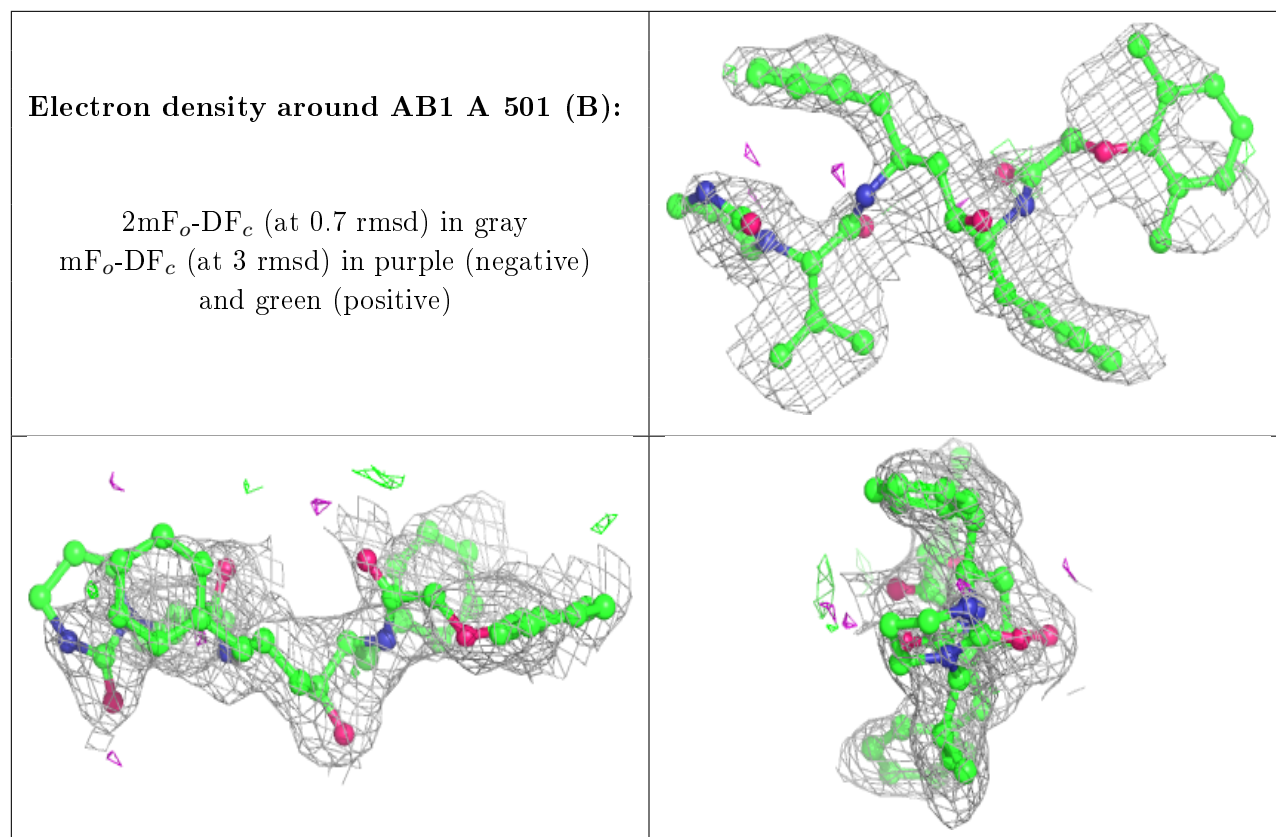 Electron density around AB1 A 501 (B):
2mFₒ-DF𝒸 (at 0.7 rmsd) in gray
mFₒ-DF𝒸 (at 3 rmsd) in purple (negative)
and green (positive)